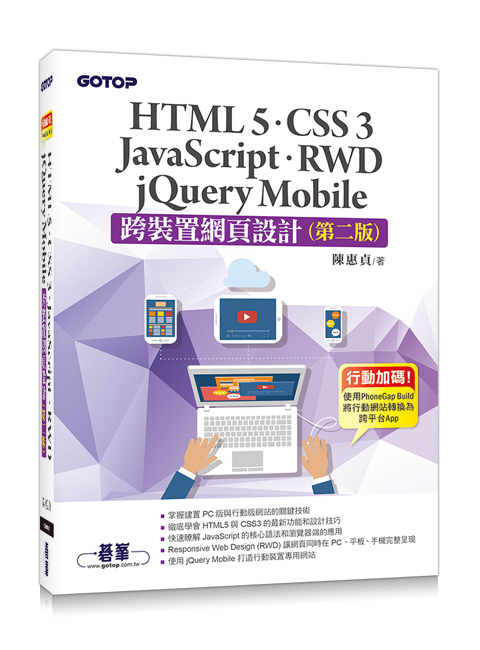 GOTOP
HTML 5·CSS 3
JavaScript·RWD
jQuery Mobile
跨裝置網頁設計(第二版)
陳惠貞/著
行動加碼!
使用PhoneGap Build
將行動網站轉換為
跨平台App
■ 掌握建置 PC 版與行動版網站的關鍵技術
■ 徹底學會 HTML5 與 CSS3 的最新功能和設計技巧
■ 快速瞭解 JavaScript 的核心語法和瀏覽器端的應用
■ Responsive Web Design (RWD) 讓網頁同時在 PC、平板、手機完整呈現
■ 使用 jQuery Mobile 打造行動裝置專用網站
碁峯
www.gotop.com.tw